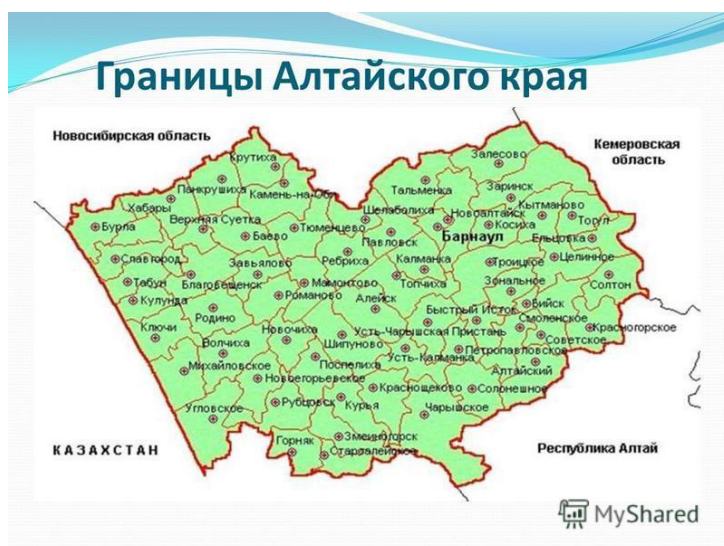 Границы Алтайского края
Новосибирская область
Кемеровская
область
Крутиха
Залесово
Панкрушиха
Камень-на-Оби
Тальменка
Заринск
Хабары
Шелаболиха
Кытманово
Верхняя Суетка
Новоалтайск
Тогул
Бурла
Тюменцево
Косиха
Баево
Павловск
Барнаул
Ельцовка
Славгород
Завьялово
Ребриха
Калманка
Троицкое
Целинное
Табун
Благовещенск
Мамонтово
Топчиха
Зональное
Солтон
Кулунда
Романово
Алейск
Бийск
Родино
Быстрый Исток
Смоленское
Ключи
Новочиха
Усть-Чарышская Пристань
Красногорское
Волчиха
Шипуново
Советское
Усть-Калманка
Петропавловское
Михайловское
Поспелиха
Алтайский
Новоегорьевское
Краснощеково
Солонешное
Угловское
Рубцовск
Курья
Чарышское
Горняк
Змеиногорск
Староалейское
КАЗАХСТАН
Республика Алтай
MyShared